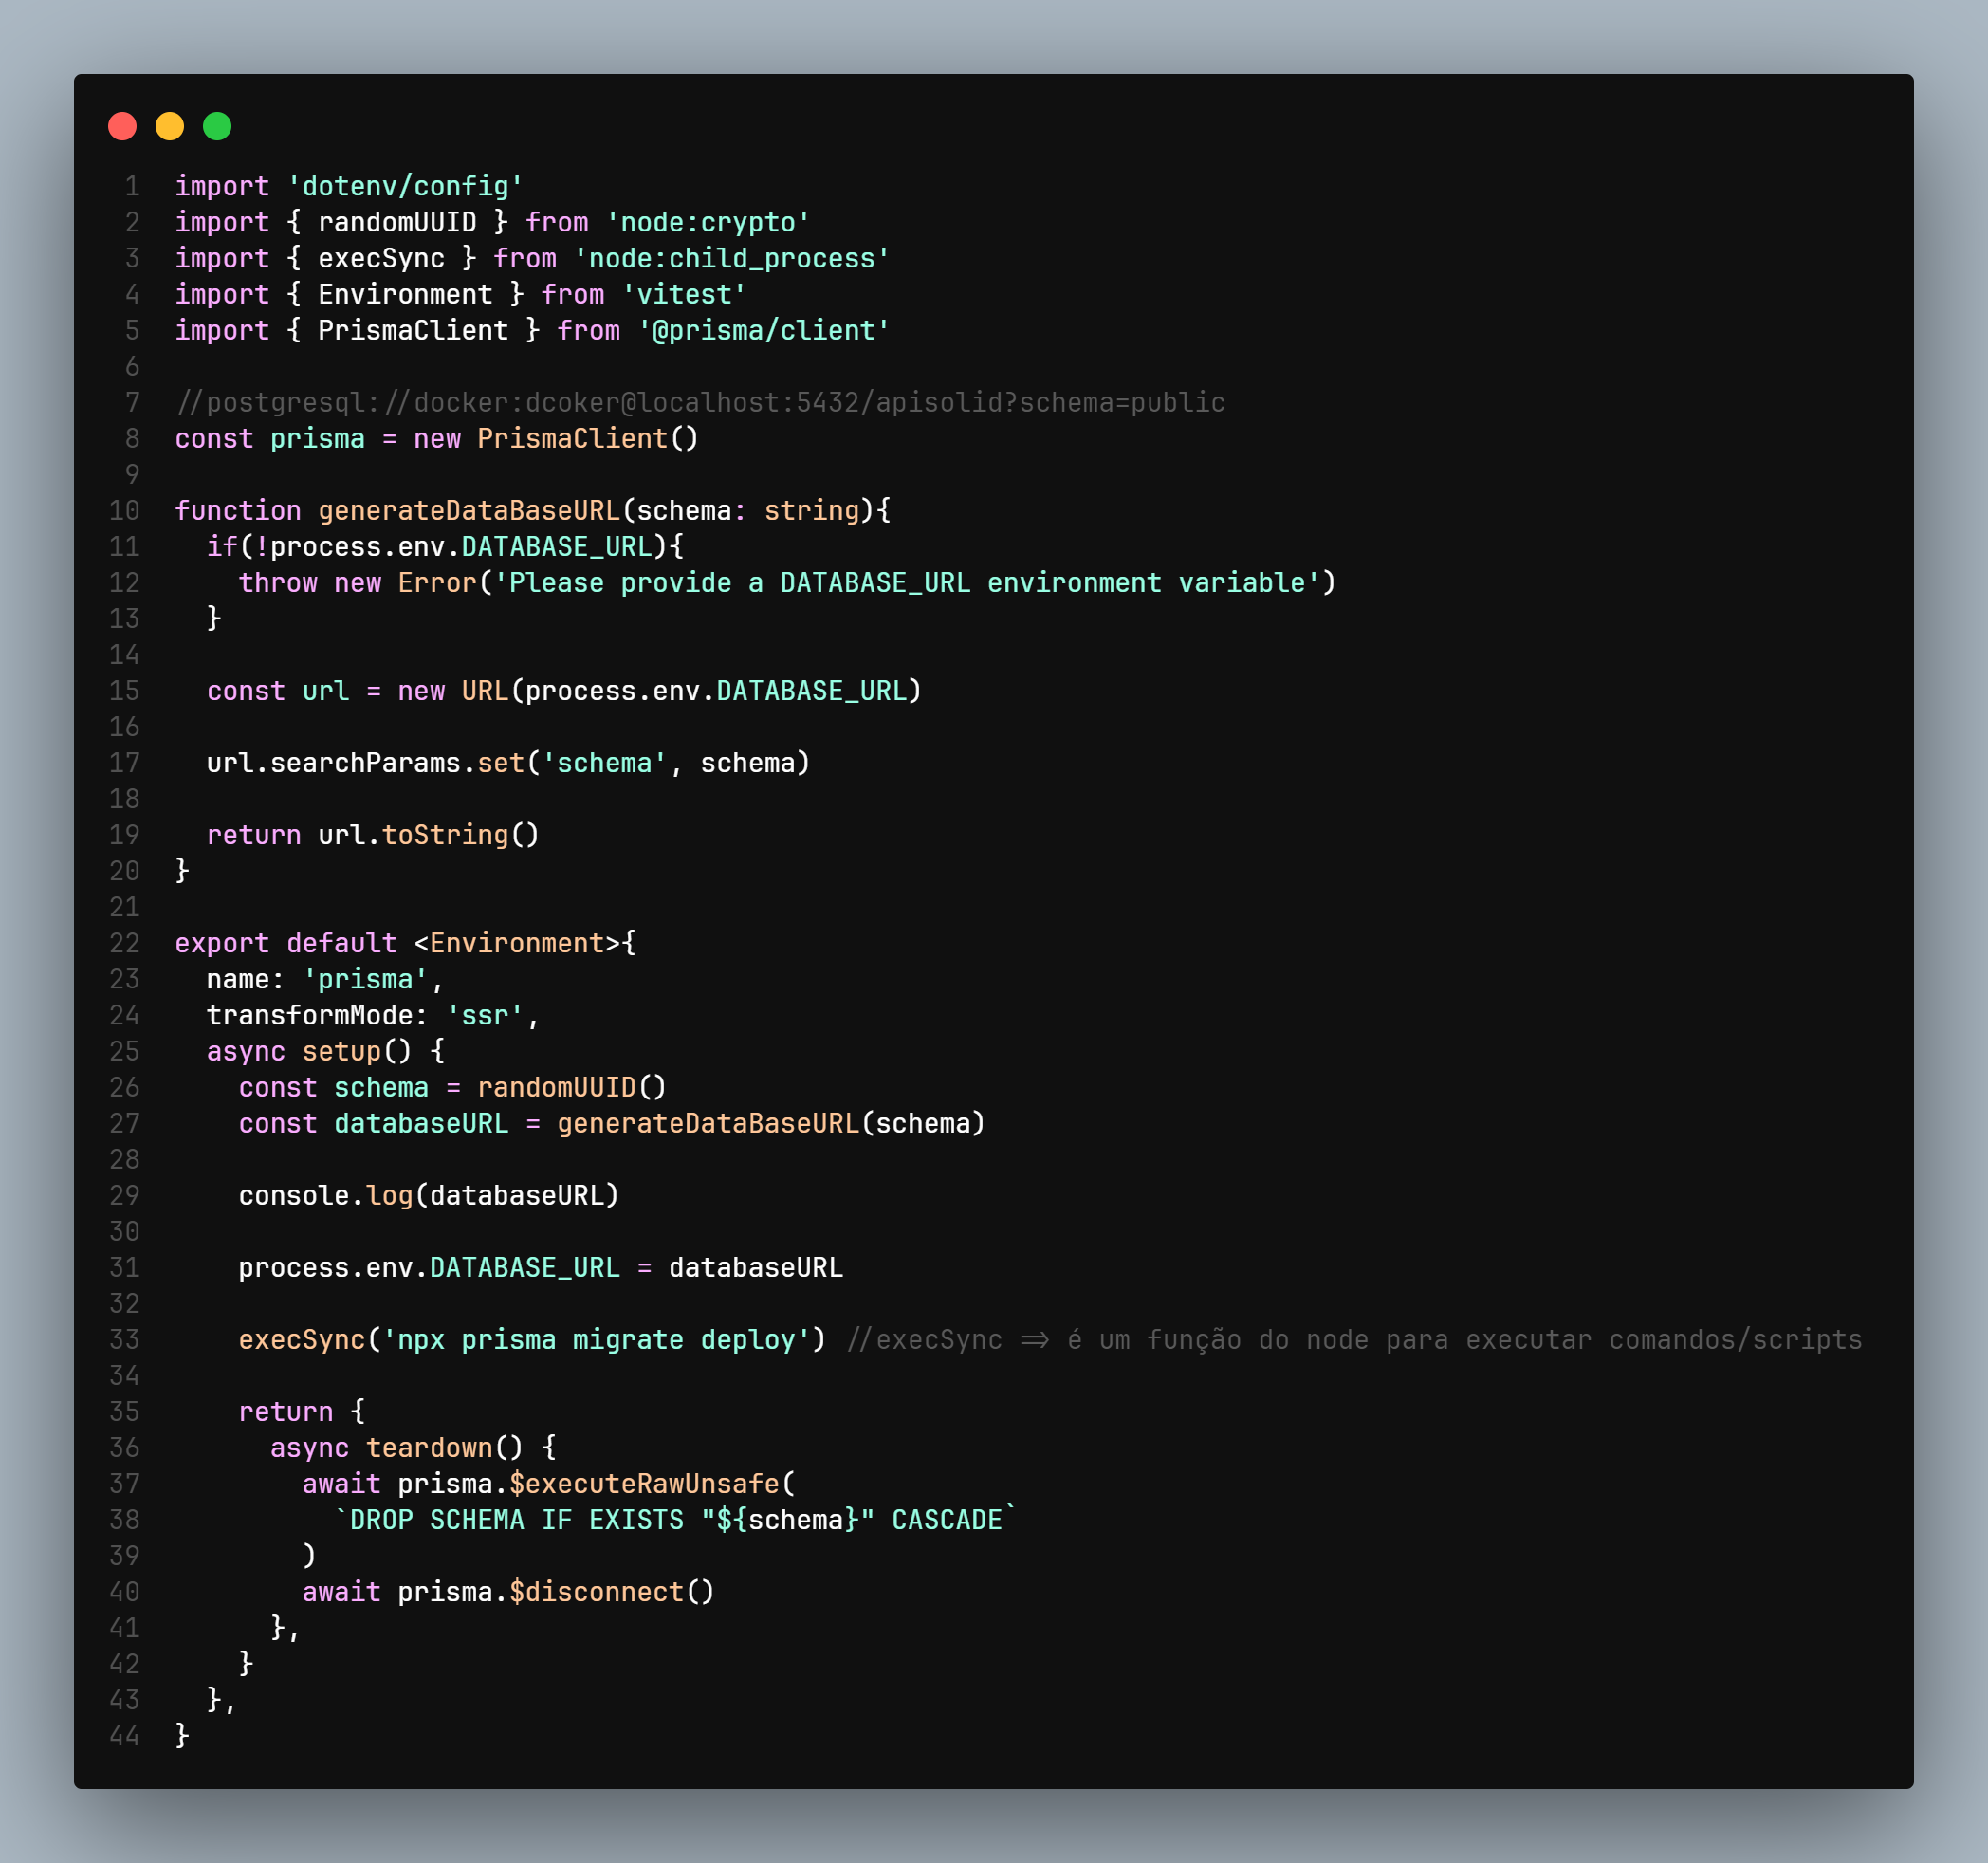 1 import 'dotenv/config'
2 import { randomUUID } from 'node:crypto'
3 import { execSync } from 'node:child_process'
4 import { Environment } from 'vitest'
5 import { PrismaClient } from '@prisma/client'
6
7 //postgresql://docker:dcoker@localhost:5432/apisolid?schema=public
8 const prisma = new PrismaClient()
9
10 function generateDataBaseURL(schema: string){
11   if(!process.env.DATABASE_URL){
12     throw new Error('Please provide a DATABASE_URL environment variable')
13   }
14
15   const url = new URL(process.env.DATABASE_URL)
16
17   url.searchParams.set('schema', schema)
18
19   return url.toString()
20 }
21
22 export default <Environment>{
23   name: 'prisma',
24   transformMode: 'ssr',
25   async setup() {
26     const schema = randomUUID()
27     const databaseURL = generateDataBaseURL(schema)
28
29     console.log(databaseURL)
30
31     process.env.DATABASE_URL = databaseURL
32
33     execSync('npx prisma migrate deploy') //execSync => é um função do node para executar comandos/scripts
34
35     return {
36       async teardown() {
37         await prisma.$executeRawUnsafe(
38           `DROP SCHEMA IF EXISTS "${schema}" CASCADE`
39         )
40         await prisma.$disconnect()
41       },
42     }
43   },
44 }